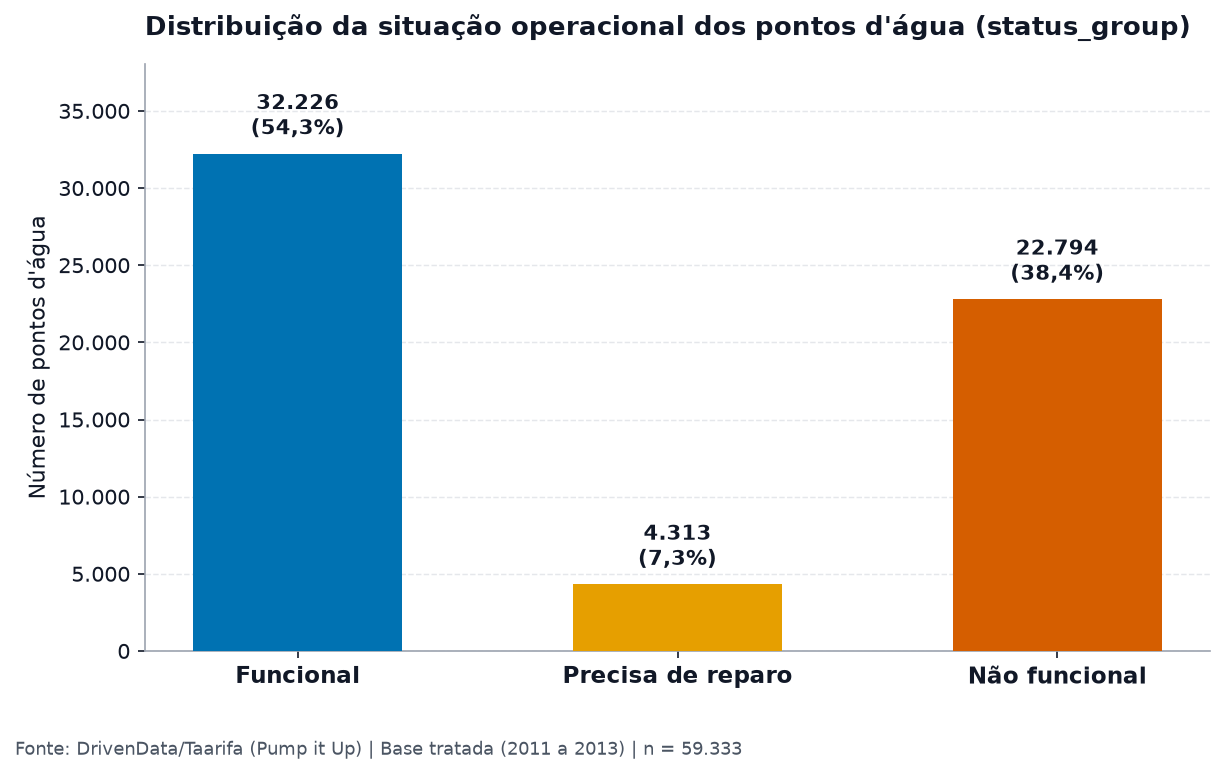 Distribuição da situação operacional dos pontos d'água (status_group)
Número de pontos d'água
35.000
30.000
25.000
20.000
15.000
10.000
5.000
0
32.226
(54,3%)
4.313
(7,3%)
22.794
(38,4%)
Funcional
Precisa de reparo
Não funcional
Fonte: DrivenData/Taarifa (Pump it Up) | Base tratada (2011 a 2013) | n = 59.333